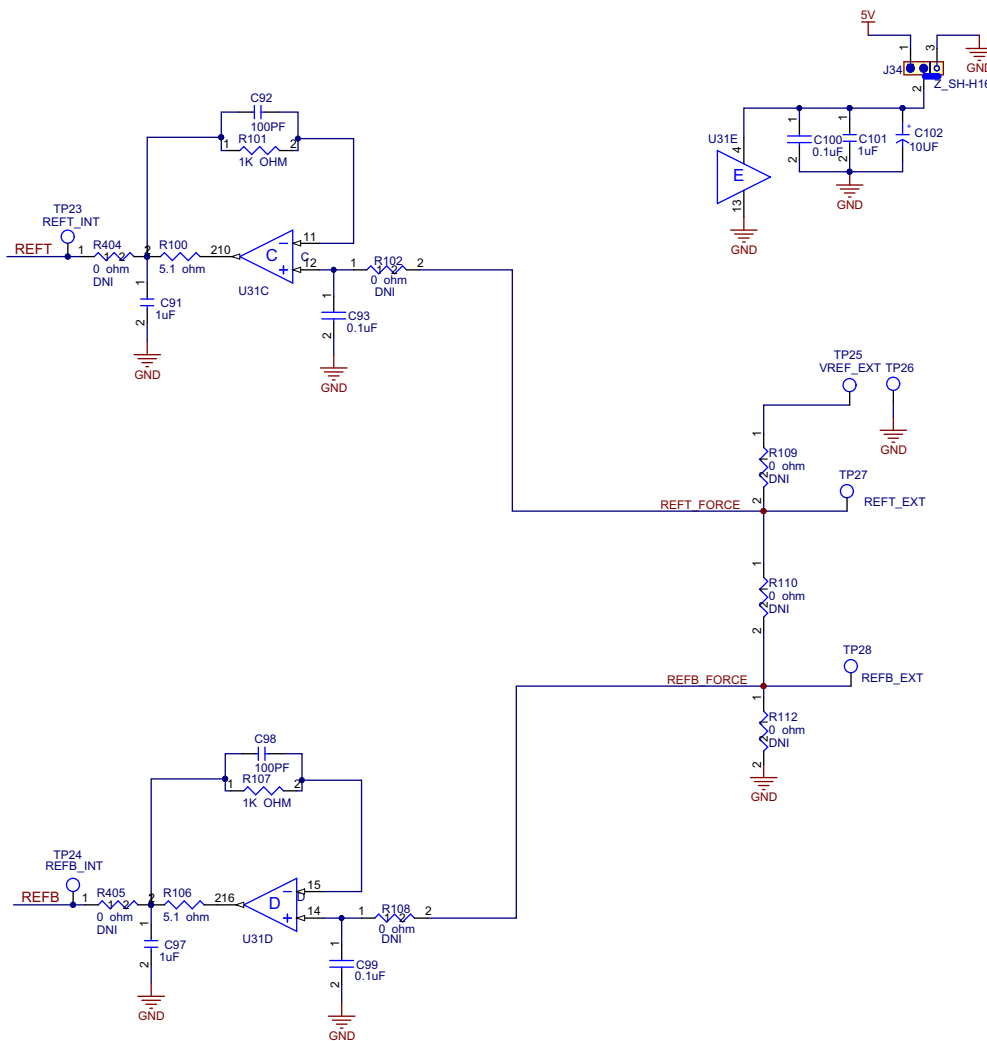 5V
1
3
J34
GND
2
Z_SH-H16
C92
100PF
1
R101
2
1K OHM
U31E
4
E
13
GND
1
C100
0.1uF
2
1
C101
1uF
2
+
C102
10UF
GND
TP23
REFT_INT
REFT
1
R404
1
2
2
0 ohm
DNI
R100
5.1 ohm
210
C
C
11
12
U31C
1
C91
1uF
2
GND
1
R102
1
2
2
0 ohm
DNI
1
C93
0.1uF
2
GND
TP25
VREF_EXT
TP26
GND
1
R109
0 ohm
2
DNI
2
TP27
REFT_FORCE
REFT_EXT
1
R110
0 ohm
2
DNI
2
TP28
REFB_FORCE
REFB_EXT
1
R112
0 ohm
2
DNI
2
GND
C98
100PF
1
R107
2
1K OHM
TP24
REFB_INT
REFB
1
R405
1
2
2
0 ohm
DNI
R106
5.1 ohm
216
D
D
15
14
U31D
1
C97
1uF
2
GND
1
R108
1
2
2
0 ohm
DNI
1
C99
0.1uF
2
GND